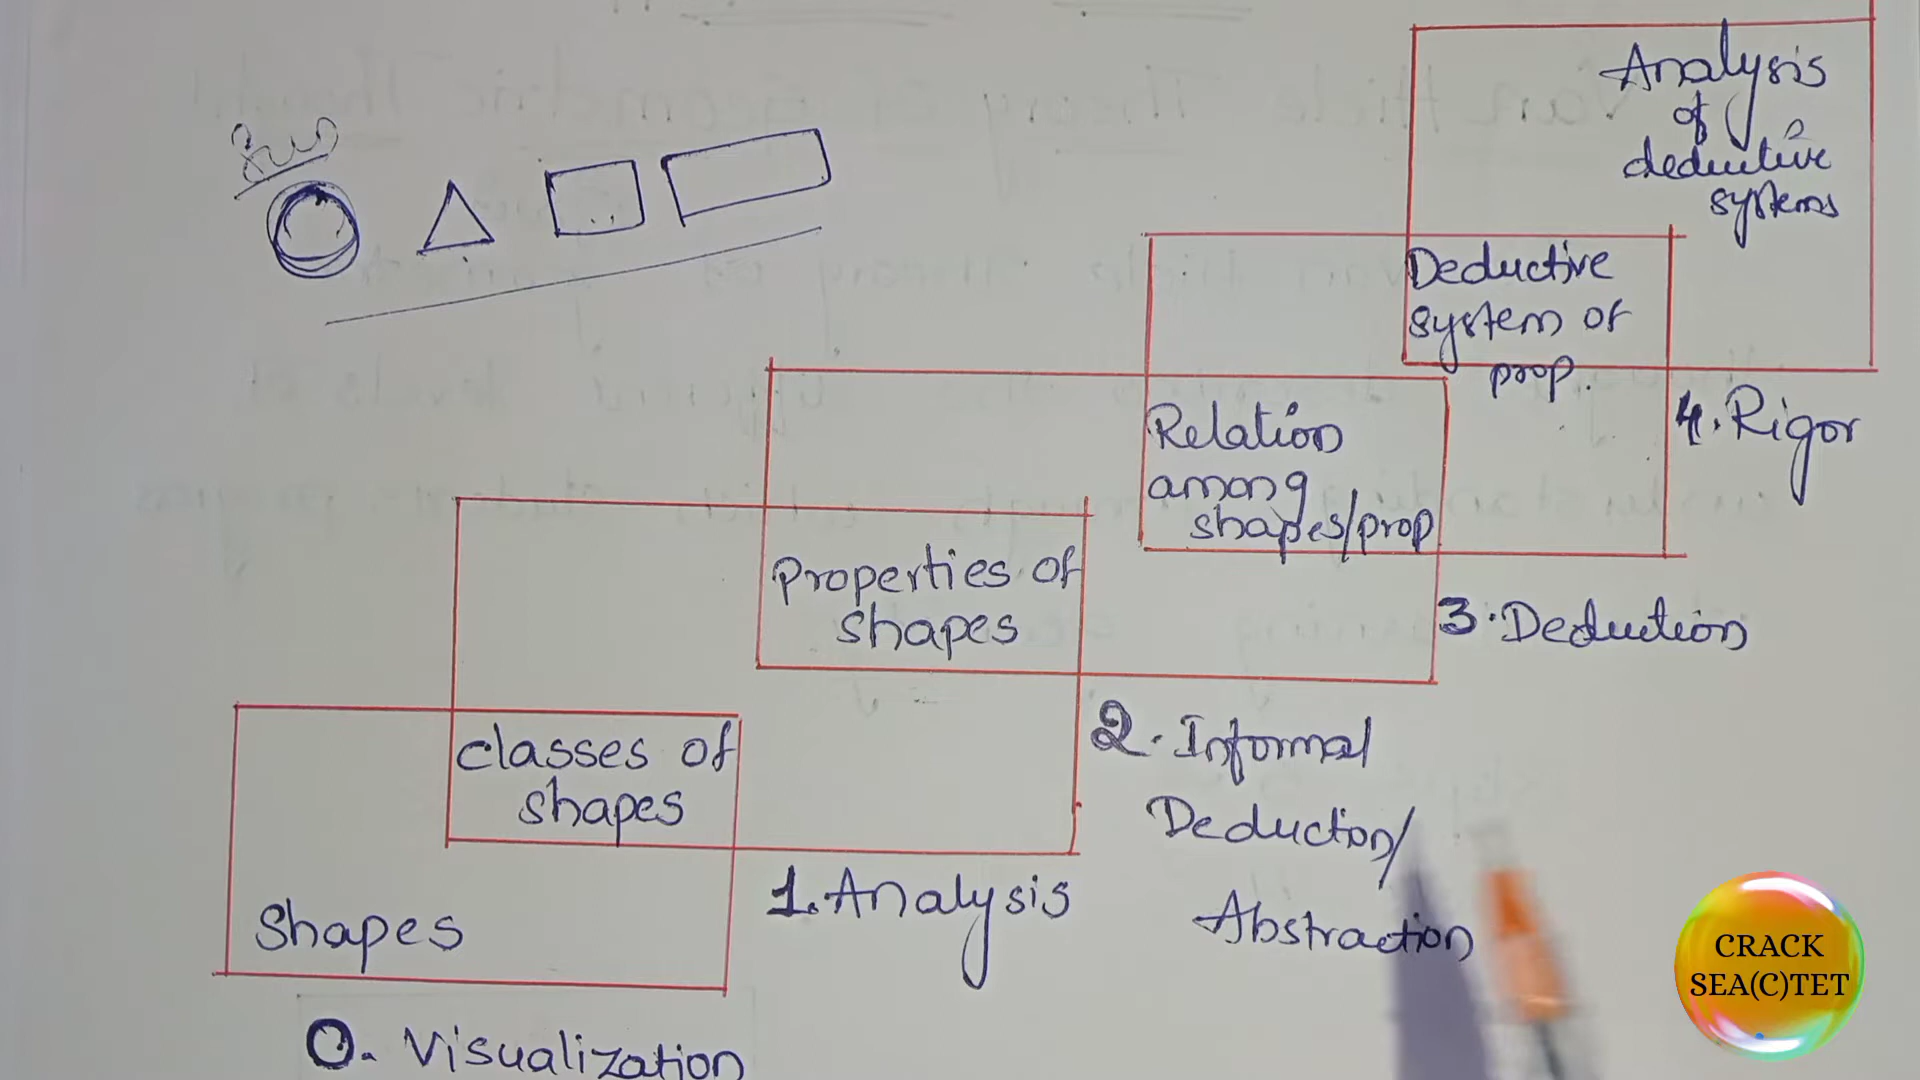 Sun
Analysis
of
deductive
systems
Deductive
system of
prop.
4. Rigor
Relation
among
shapes/prop
3. Deduction
Properties of
shapes
2. Informal
Deduction/
Abstraction
classes of
shapes
1. Analysis
Shapes
0. Visualization
CRACK
SEA(C)TET